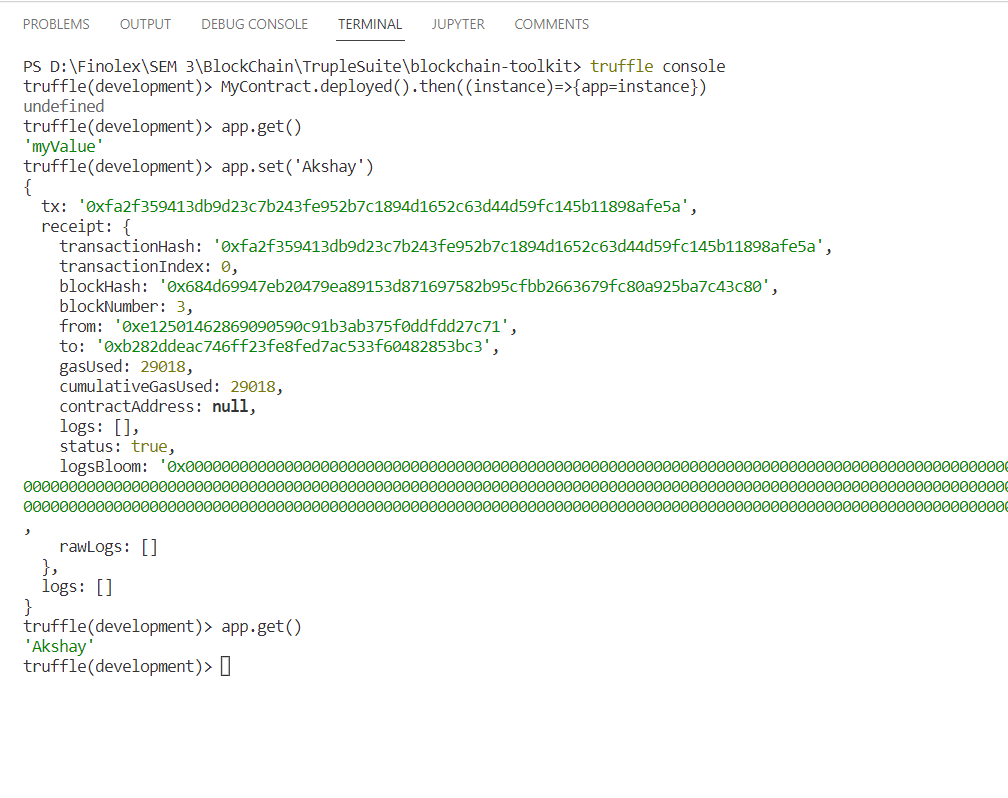 PROBLEMS OUTPUT DEBUG CONSOLE TERMINAL JUPYTER COMMENTS
PS D:\Finolex\SEM 3\BlockChain\TrupleSuite\blockchain-toolkit> truffle console
truffle(development)> MyContract.deployed().then((instance)=>{app=instance})
undefined
truffle(development)> app.get()
'myValue'
truffle(development)> app.set('Akshay')
{
  tx: '0xfa2f359413db9d23c7b243fe952b7c1894d1652c63d44d59fc145b11898afe5a',
  receipt: {
    transactionHash: '0xfa2f359413db9d23c7b243fe952b7c1894d1652c63d44d59fc145b11898afe5a',
    transactionIndex: 0,
    blockHash: '0x684d69947eb20479ea89153d871697582b95cfbb2663679fc80a925ba7c43c80',
    blockNumber: 3,
    from: '0xe12501462869090590c91b3ab375f0ddfdd27c71',
    to: '0xb282ddeac746ff23fe8fed7ac533f60482853bc3',
    gasUsed: 29018,
    cumulativeGasUsed: 29018,
    contractAddress: null,
    logs: [],
    status: true,
    logsBloom: '0x00000000000000000000000000000000000000000000000000000000000000000000000000000000000000000000
0000000000000000000000000000000000000000000000000000000000000000000000000000000000000000000000000000000000000
0000000000000000000000000000000000000000000000000000000000000000000000000000000000000000000000000000000000000
,
    rawLogs: []
  },
  logs: []
}
truffle(development)> app.get()
'Akshay'
truffle(development)>